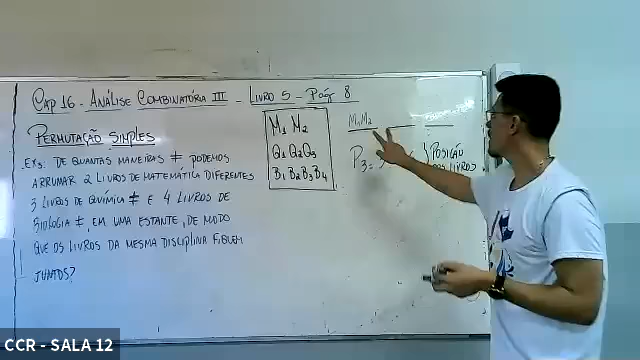 CAP 16 - ANÁLISE COMBINATÓRIA III - LIVRO 5 - PÁG 8
PERMUTAÇÃO SIMPLES
EX: DE QUANTAS MANEIRAS ≠ PODEMOS
ARRUMAR 2 LIVROS DE MATEMÁTICA DIFERENTES
3 LIVROS DE QUÍMICA ≠ E 4 LIVROS DE
BIOLOGIA ≠, EM UMA ESTANTE, DE MODO
QUE OS LIVROS DA MESMA DISCIPLINA FIQUEM
JUNTOS?
M1 M2
Q1 Q2 Q3
B1 B2 B3 B4
M1 M2
P3 = POSIÇÃO
LIVROS
CCR - SALA 12